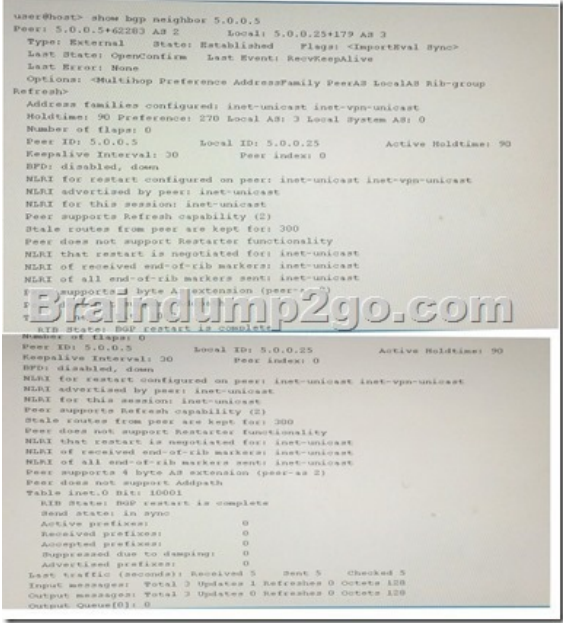 user@host> show bgp neighbor 5.0.0.5
Peer: 5.0.0.5+62283 AS 2 Local: 5.0.0.25+179 AS 3
Type: External State: Established Flags: <ImportEval Sync>
Last State: OpenConfirm Last Event: RecvKeepAlive
Last Error: None
Options: <Multihop Preference AddressFamily PeerAS LocalAS Rib-group
Refresh>
Address families configured: inet-unicast inet-vpn-unicast
Holdtime: 90 Preference: 270 Local AS: 3 Local System AS: 0
Number of flaps: 0
Peer ID: 5.0.0.5 Local ID: 5.0.0.25 Active Holdtime: 90
Keepalive Interval: 30 Peer index: 0
BFD: disabled, down
NLRI for restart configured on peer: inet-unicast inet-vpn-unicast
NLRI advertised by peer: inet-unicast
NLRI for this session: inet-unicast
Peer supports Refresh capability (2)
Stale routes from peer are kept for: 300
Peer does not support Restarter functionality
NLRI that restart is negotiated for: inet-unicast
NLRI of received end-of-rib markers: inet-unicast
NLRI of all end-of-rib markers sent: inet-unicast
supports byte AS extension
Braindump2go.com
RIB State: BGP restart is complete
Number of flaps: 0
Peer ID: 5.0.0.5 Local ID: 5.0.0.25 Active Holdtime: 90
Keepalive Interval: 30 Peer index: 0
BFD: disabled, down
NLRI for restart configured on peer: inet-unicast inet-vpn-unicast
NLRI advertised by peer: inet-unicast
NLRI for this session: inet-unicast
Peer supports Refresh capability (2)
Stale routes from peer are kept for: 300
Peer does not support Restarter functionality
NLRI that restart is negotiated for: inet-unicast
NLRI of received end-of-rib markers: inet-unicast
NLRI of all end-of-rib markers sent: inet-unicast
Peer supports 4 byte AS extension (peer-as 2)
Peer does not support Addpath
Table inet.0 Bit: 10001
RIB State: BGP restart is complete
Send state: in sync
Active prefixes: 0
Received prefixes: 0
Accepted prefixes: 0
Suppressed due to damping: 0
Advertised prefixes: 0
Last traffic (seconds): Received 5 Sent 5 Checked 5
Input messages: Total 3 Updates 1 Refreshes 0 Octets 128
Output messages: Total 3 Updates 0 Refreshes 0 Octets 128
Output Queue[0]: 0